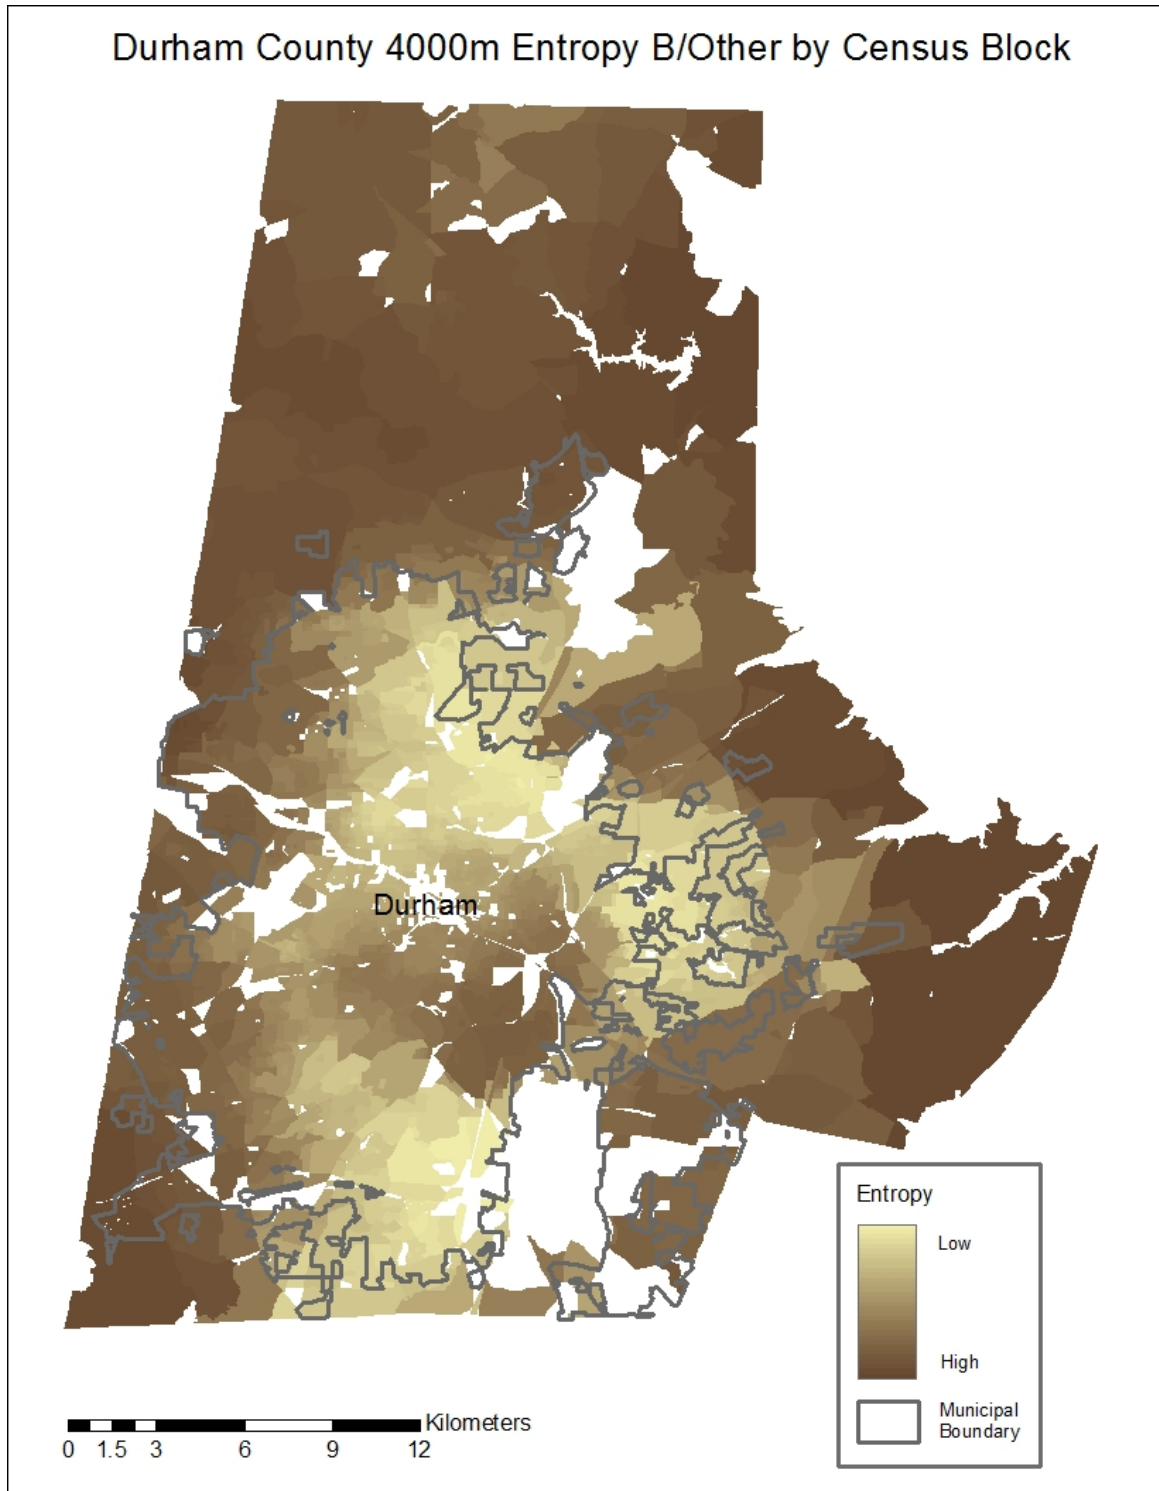 Durham County 4000m Entropy B/Other by Census Block
Durham
Entropy
Low
High
Municipal
Boundary
Kilometers
0 1.5 3 6 9 12